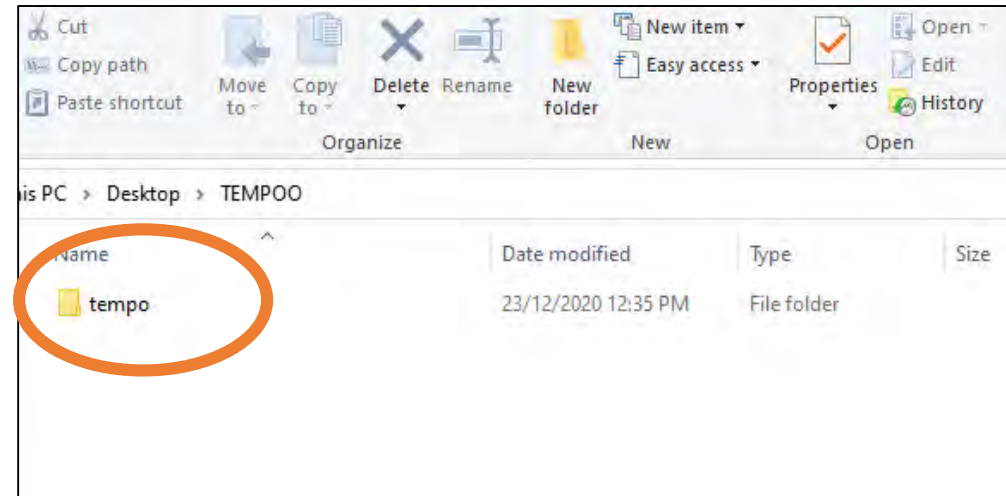 Cut
Copy path
Paste shortcut
Move to
Copy to
Delete
Rename
New folder
New item
Easy access
Properties
Open
Edit
History
Organize
New
Open
his PC > Desktop > TEMPOO
Name
Date modified
Type
Size
tempo
23/12/2020 12:35 PM
File folder